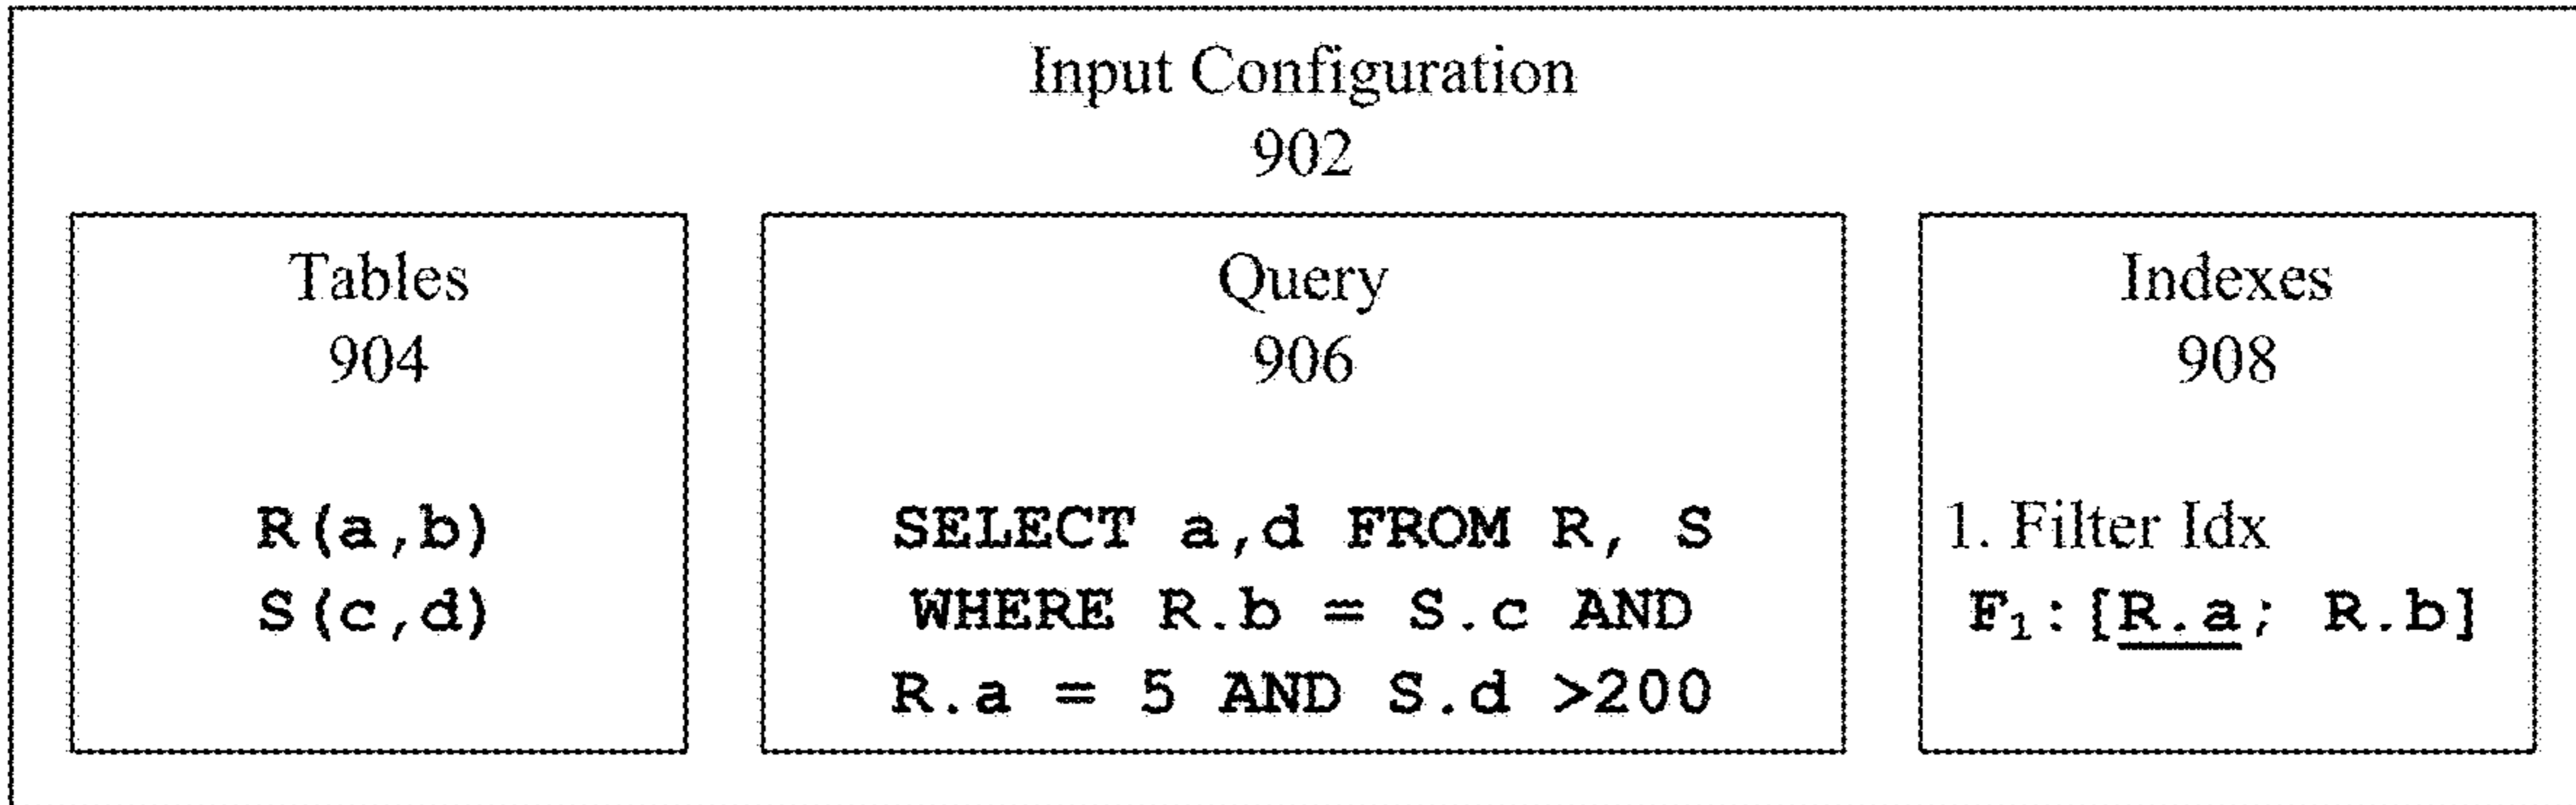 Input Configuration
902
Tables
904
R(a,b)
S(c,d)
Query
906
SELECT a,d FROM R, S
WHERE R.b = S.c AND
R.a = 5 AND S.d >200
Indexes
908
1. Filter Idx
F₁:[R.a; R.b]